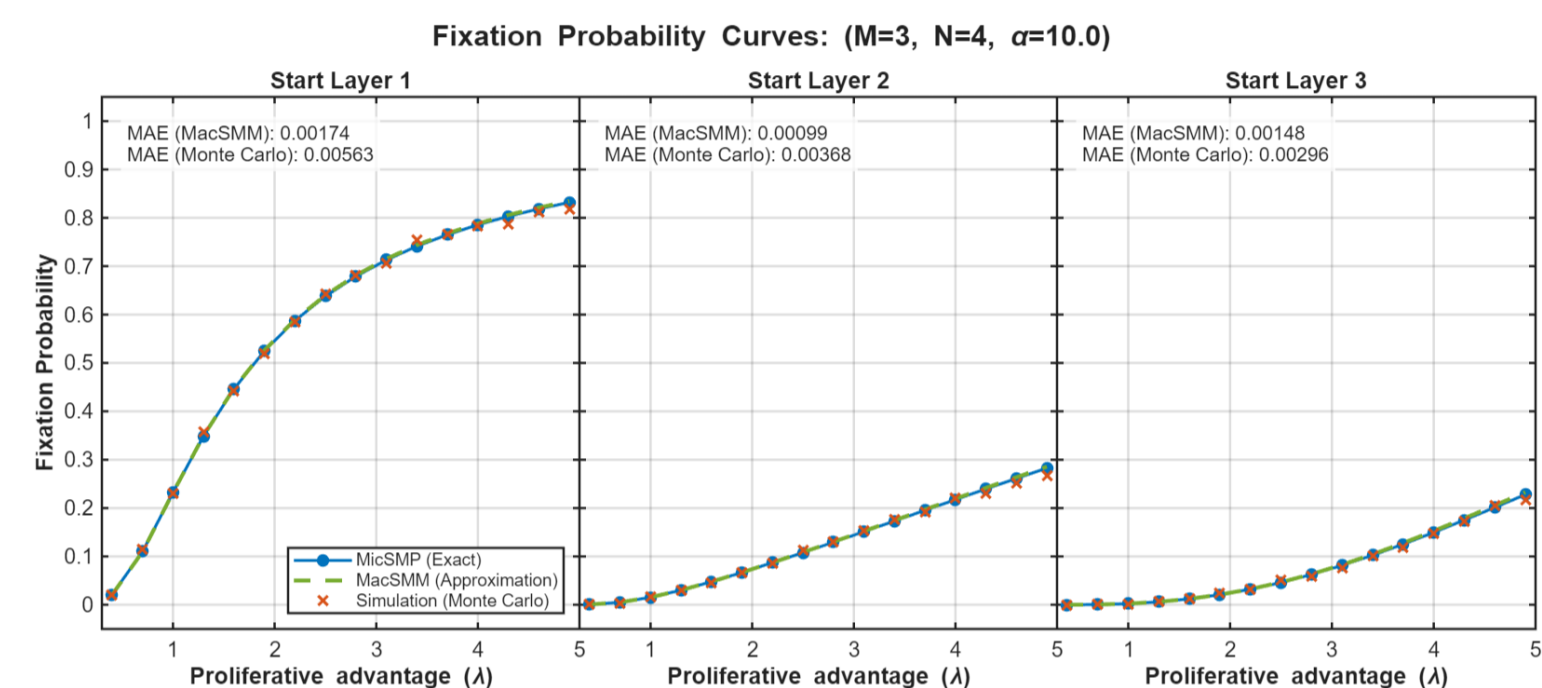 Fixation Probability Curves: (M=3, N=4, α=10.0)
Start Layer 1
Start Layer 2
Start Layer 3
Fixation Probability
1
0.9
0.8
0.7
0.6
0.5
0.4
0.3
0.2
0.1
0
MAE (MacSMM): 0.00174
MAE (Monte Carlo): 0.00563
MAE (MacSMM): 0.00099
MAE (Monte Carlo): 0.00368
MAE (MacSMM): 0.00148
MAE (Monte Carlo): 0.00296
MicSMP (Exact)
MacSMM (Approximation)
Simulation (Monte Carlo)
1 2 3 4 5
1 2 3 4 5
1 2 3 4 5
Proliferative advantage (λ)
Proliferative advantage (λ)
Proliferative advantage (λ)